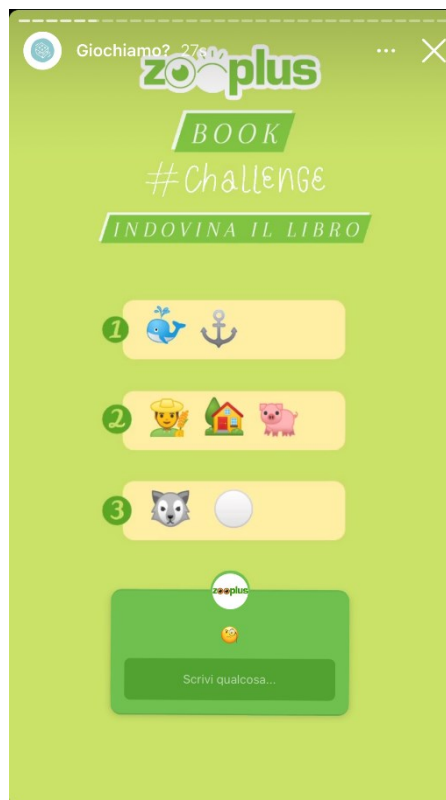 Giochiamo? 27s
zooplus
BOOK
#Challenge
INDOVINA IL LIBRO
1
2
3
zooplus
Scrivi qualcosa...